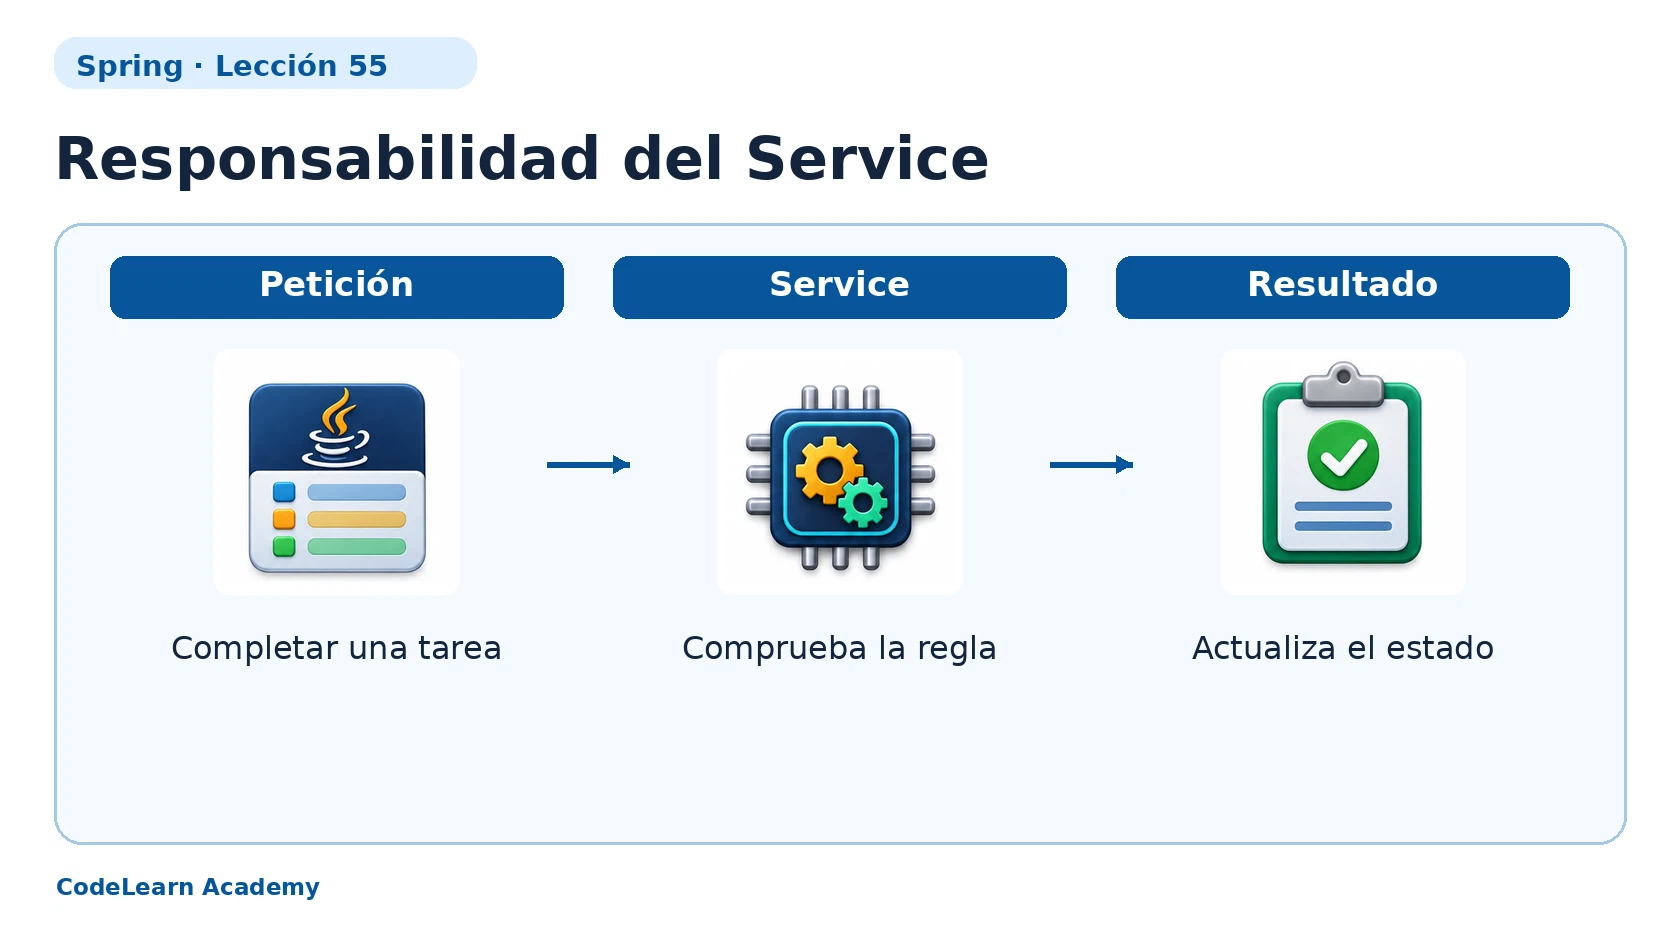 Spring · Lección 55
Responsabilidad del Service
Petición
Service
Resultado
Completar una tarea
Comprueba la regla
Actualiza el estado
CodeLearn Academy